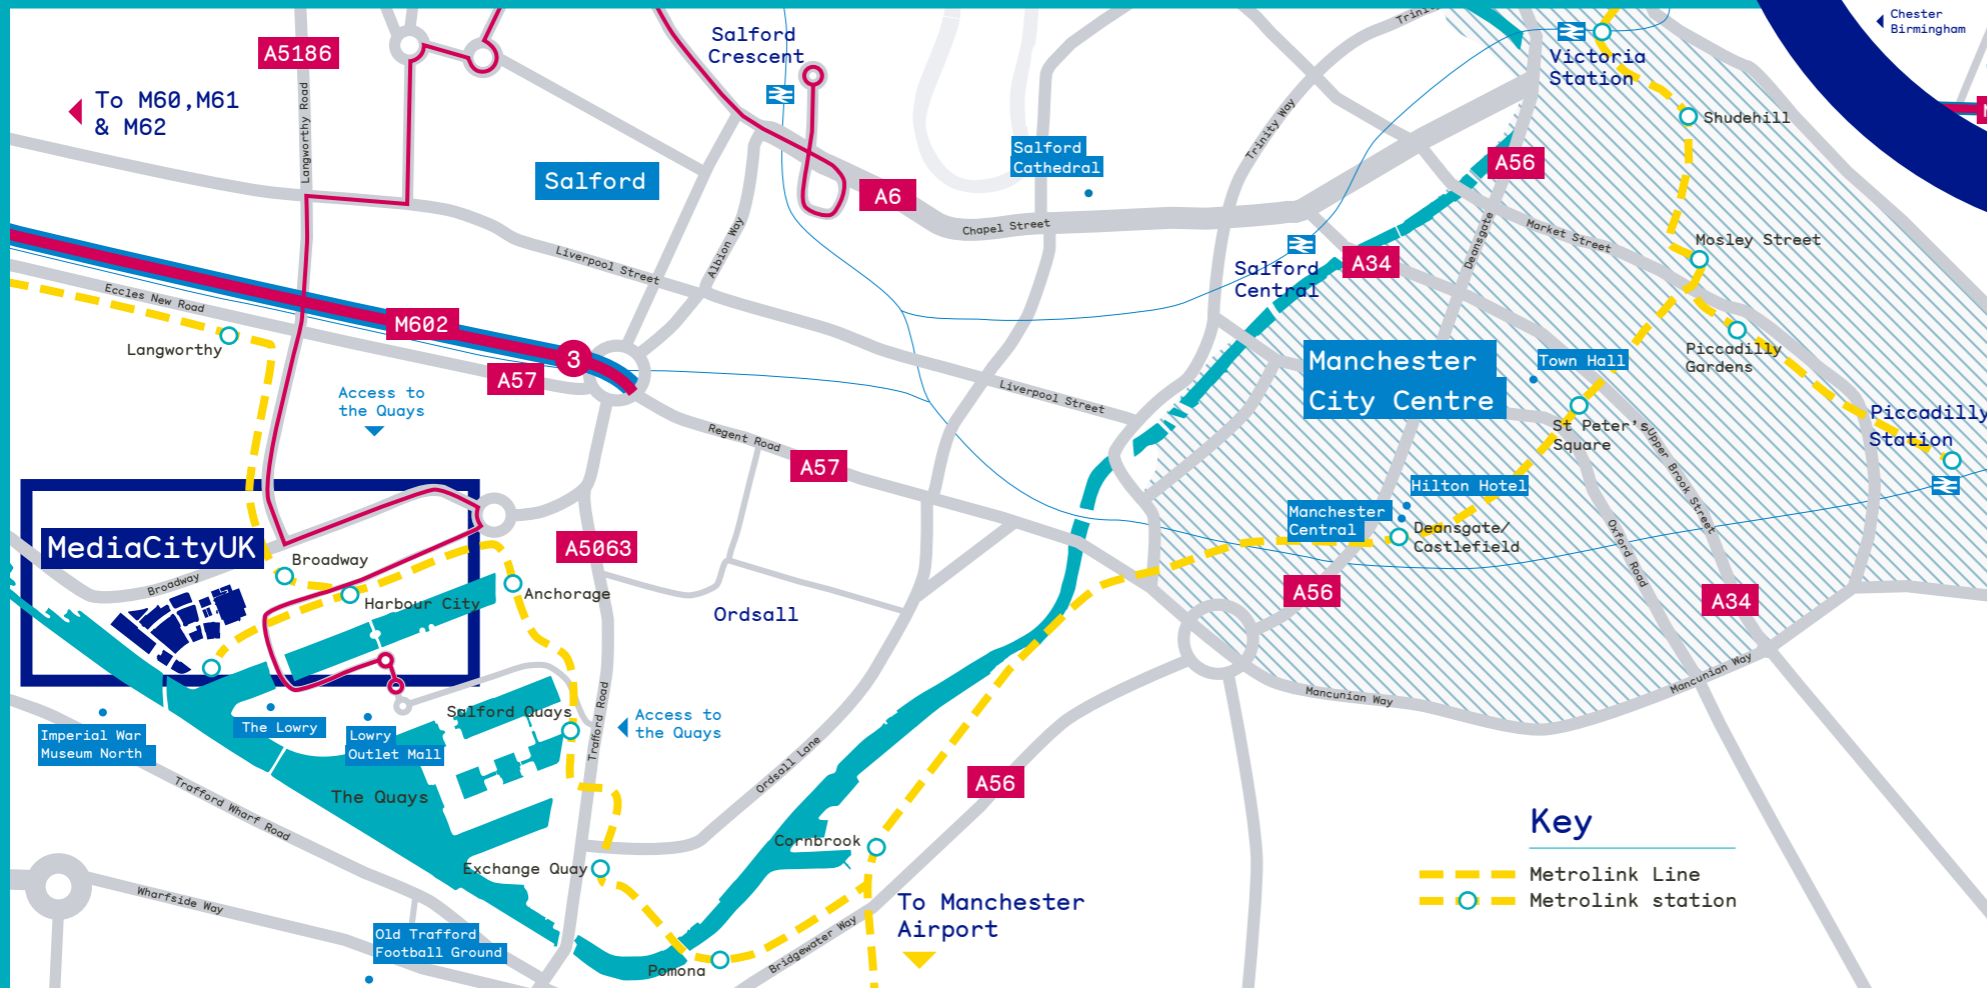 Chester
Birmingham
Salford
Crescent
A5186
Trinity
Victoria
Station
To M60,M61
& M62
Langworthy Road
Shudehill
Trinity Way
Salford
Cathedral
A56
Salford
A6
Albion Way
Chapel Street
Deansgate
Market Street
Mosley Street
Liverpool Street
Salford
Central
A34
Eccles New Road
M602
Langworthy
3
A57
Piccadilly
Gardens
Manchester
City Centre
Town Hall
Access to
the Quays
Liverpool Street
Piccadilly
Station
St Peter's
Square
Upper Brook Street
Regent Road
A57
Hilton Hotel
Manchester
Central
Deansgate/
Castlefield
Oxford Road
MediaCityUK
A5063
Broadway
Broadway
Anchorage
Harbour City
Ordsall
A56
A34
Mancunian Way
Mancunian Way
Salford Quays
Trafford Road
Access to
the Quays
The Lowry
Imperial War
Museum North
Lowry
Outlet Mall
Ordsall Lane
A56
The Quays
Trafford Wharf Road
Cornbrook
Key
Exchange Quay
Metrolink Line
Metrolink station
Wharfside Way
To Manchester
Airport
Old Trafford
Football Ground
Bridgewater Way
Pomona